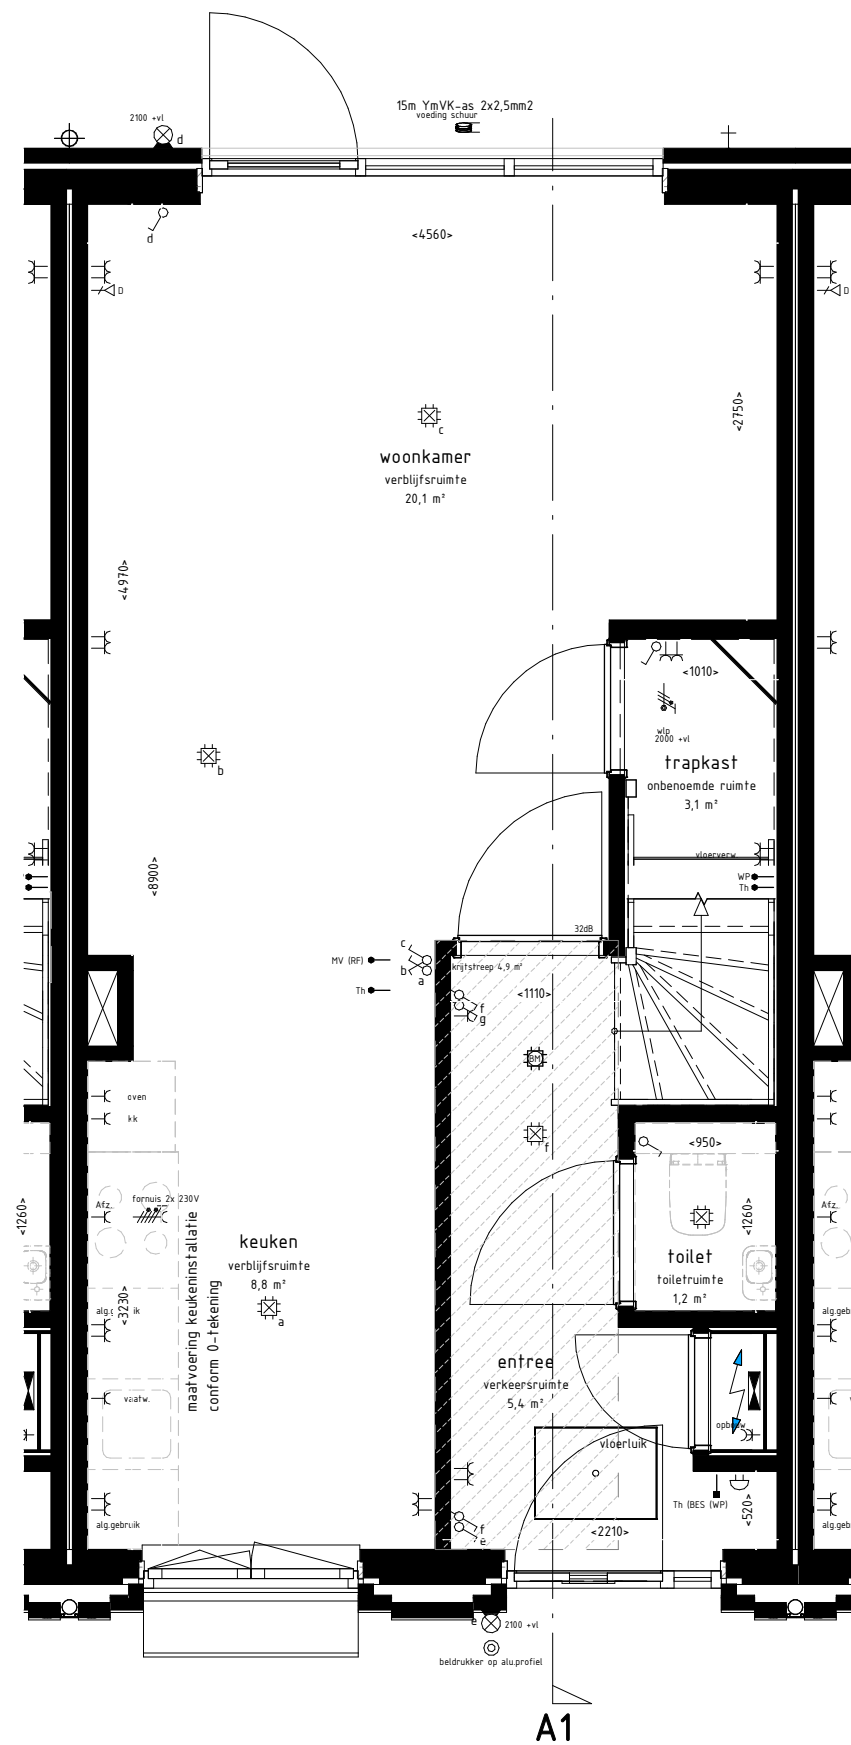 15m YmVK-as 2x2,5mm2
voeding schuur
2100 +vl
d
d
<4560>
D
D
<2750>
c
woonkamer
verblijfsruimte
20,1 m²
<4970>
<1010>
wlp
2000 +vl
trapkast
onbenoemde ruimte
3,1 m²
b
vloerverw.
<8900>
WP
Th
32dB
c
MV (RF)
b
a
krijtstreep 4,9 m²
Th
<1110>
f
g
BM
oven
kk
f
<950>
Afz.
fornuis 2x 230V
Afz.
<1260>
<1260>
keuken
verblijfsruimte
8,8 m²
toilet
toiletruimte
1,2 m²
maatvoering keukeninstallatie
conform 0-tekening
<3230>
a
alg.gebruik
entree
verkeersruimte
5,4 m²
vaatw.
opbouw
vloerluik
Th (BES (WP)
<520>
alg.gebruik
f
e
<2210>
e
2100 +vl
beldrukker op alu.profiel
A1